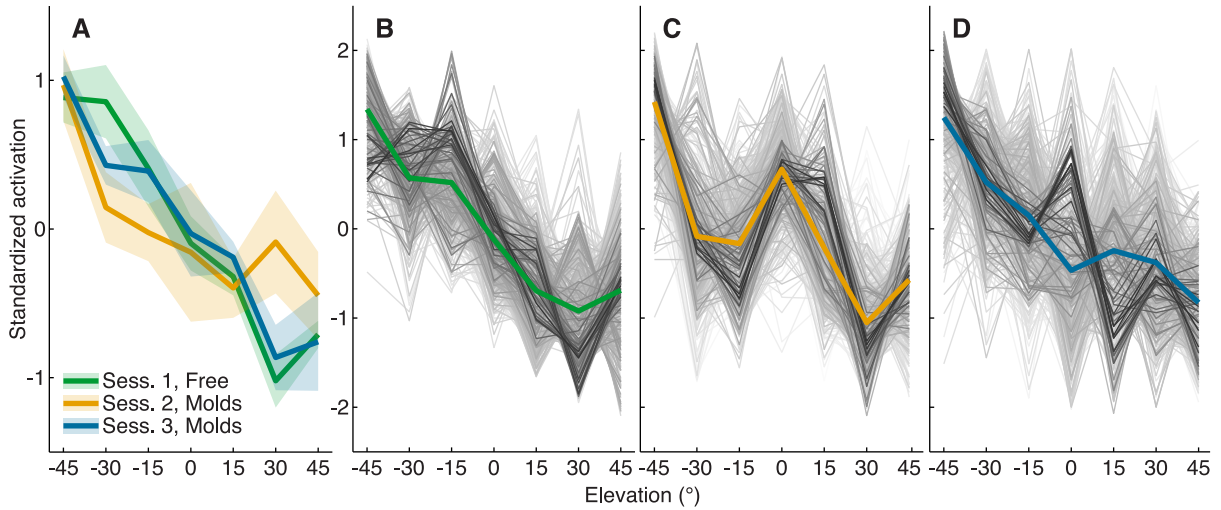 A
B
C
D
Standardized activation
1
0
-1
2
1
0
-1
-2
Sess. 1, Free
Sess. 2, Molds
Sess. 3, Molds
-45 -30 -15 0 15 30 45
-45 -30 -15 0 15 30 45
-45 -30 -15 0 15 30 45
-45 -30 -15 0 15 30 45
Elevation (°)